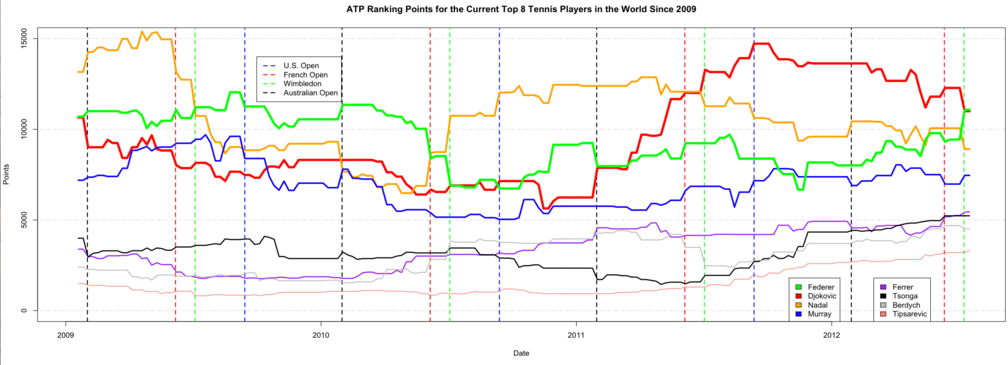 ATP Ranking Points for the Current Top 8 Tennis Players in the World Since 2009
Points
15000
10000
5000
0
U.S. Open
French Open
Wimbledon
Australian Open
Federer
Djokovic
Nadal
Murray
Ferrer
Tsonga
Berdych
Tipsarevic
2009
2010
2011
2012
Date